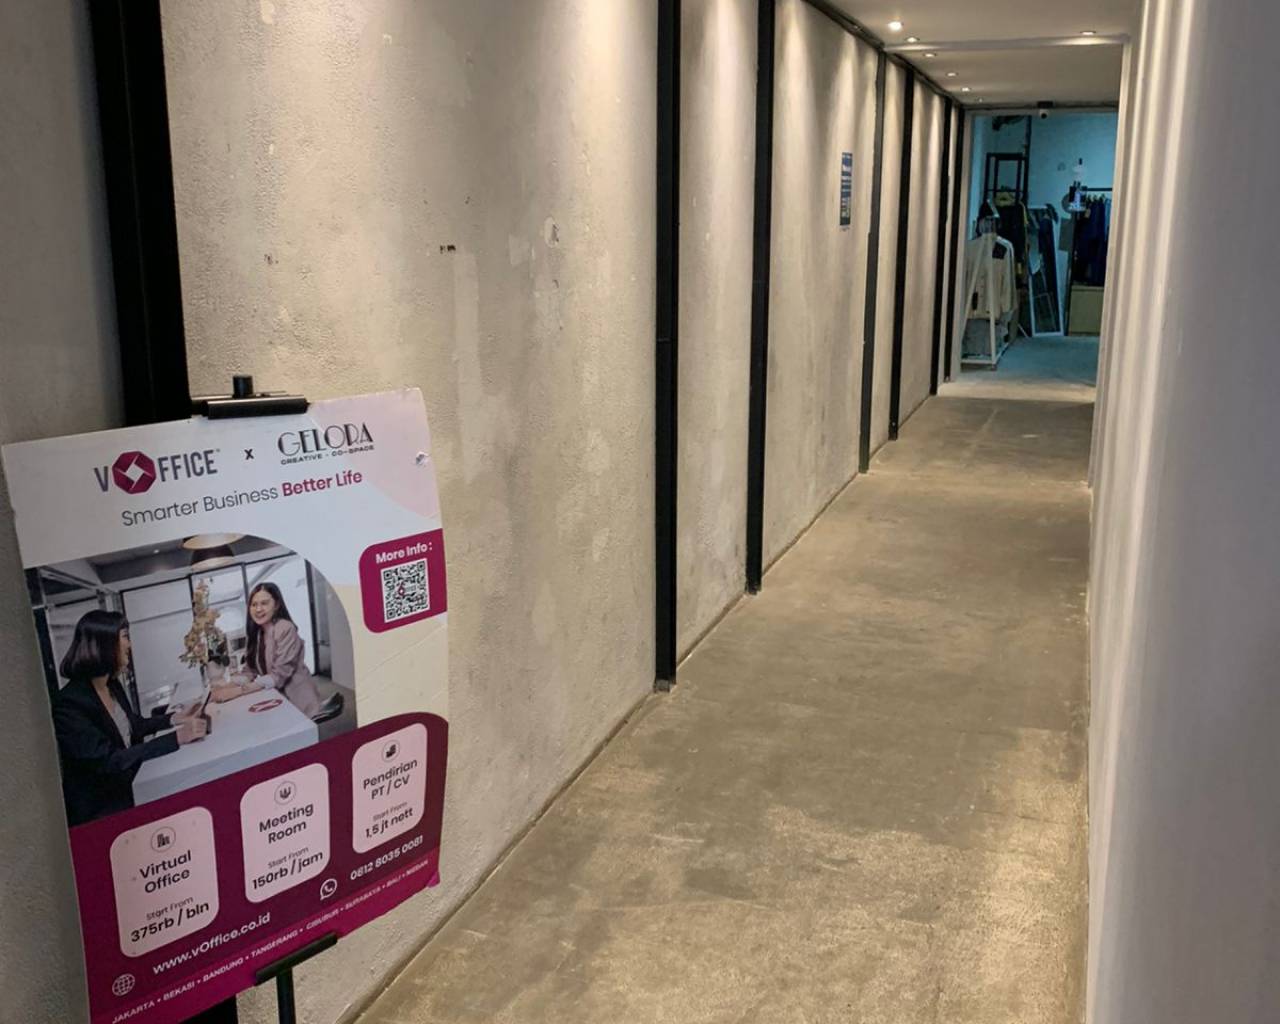 VOFFICE x GELORA
CREATIVE - CO-SPACE
Smarter Business Better Life
More Info :
Virtual
Office
Start From
375rb / bln
Meeting
Room
Start From
150rb / jam
Pendirian
PT / CV
Start From
1,5 jt nett
0812 8035 0081
www.vOffice.co.id
JAKARTA • BEKASI • BANDUNG • TANGERANG • CIBUBUR • SURABAYA • BALI • MEDAN